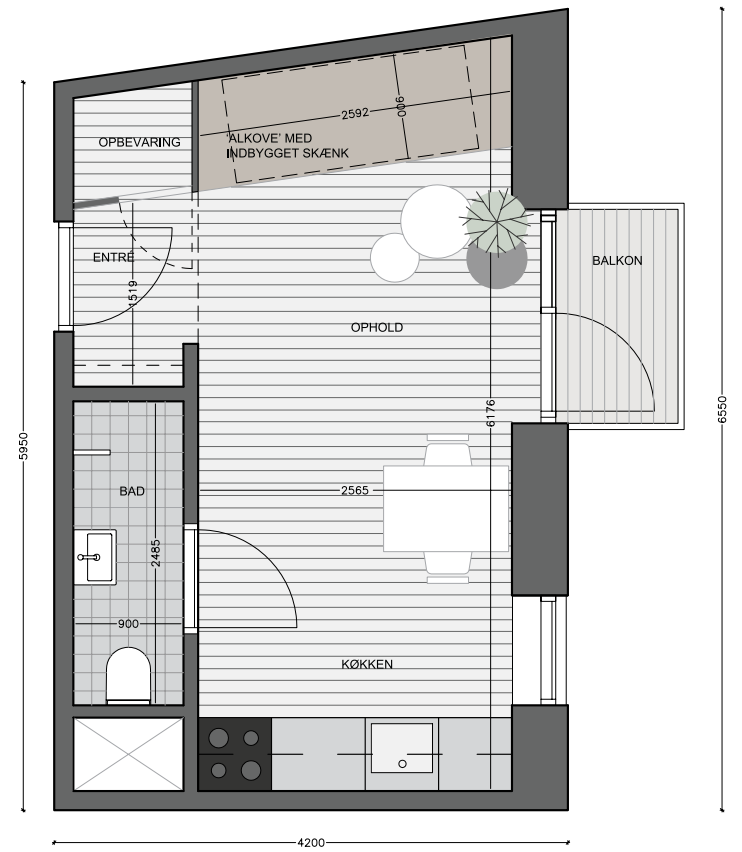 OPBEVARING
'ALKOVE' MED
INDBYGGET SKÆNK
2592
900
ENTRÉ
1519
BALKON
OPHOLD
5950
6550
6176
2565
BAD
2485
900
KØKKEN
4200